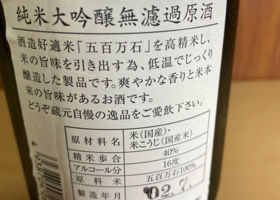 純米大吟醸無濾過原酒
酒造好適米「五百万石」を高精米し、
米の旨味を引き出す為、低温でじっくり
醸造した製品です。爽やかな香りと米本
来の旨味があるお酒です。
どうぞ蔵元自慢の逸品をご愛飲下さい。
原材料名 米(国産)、米こうじ(国産米)
精米歩合 40%
アルコール分 16度
原料米 五百万石100%
製造年月 02.7